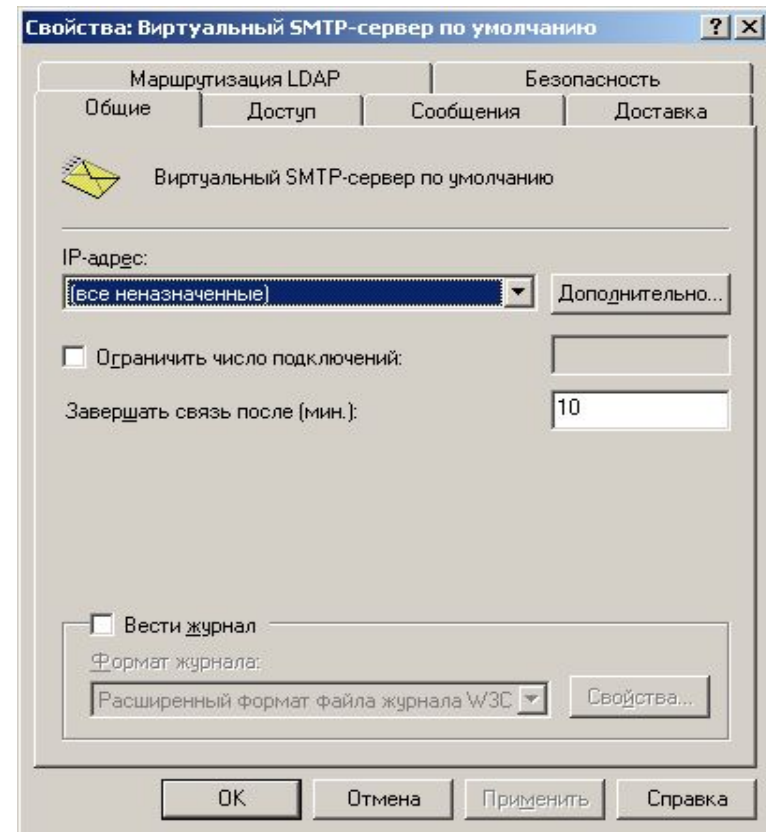 Свойства: Виртуальный SMTP-сервер по умолчанию ? ×
Маршрутизация LDAP Безопасность
Общие Доступ Сообщения Доставка
Виртуальный SMTP-сервер по умолчанию
IP-адрес:
(все неназначенные) Дополнительно...
Ограничить число подключений:
Завершать связь после (мин.): 10
Вести журнал
Формат журнала:
Расширенный формат файла журнала W3C Свойства...
OK Отмена Применить Справка